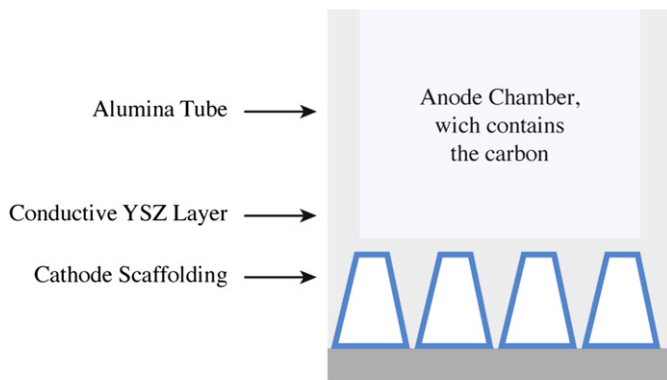 Alumina Tube
Anode Chamber,
wich contains
the carbon
Conductive YSZ Layer
Cathode Scaffolding